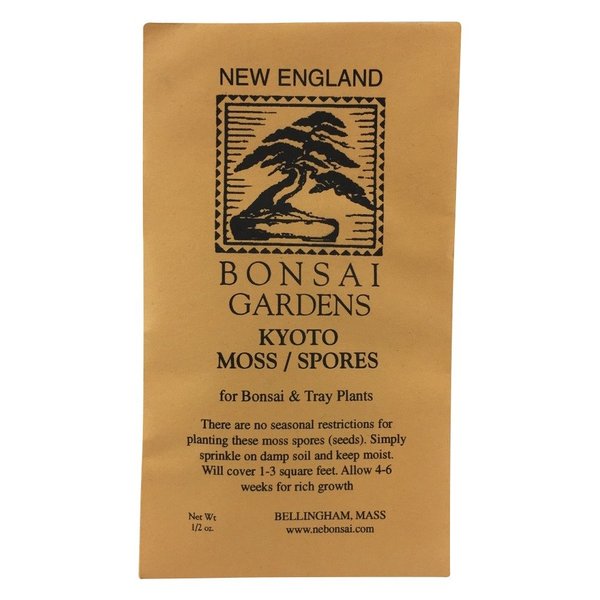 NEW ENGLAND
BONSAI
GARDENS
KYOTO
MOSS / SPORES
for Bonsai & Tray Plants
There are no seasonal restrictions for
planting these moss spores (seeds). Simply
sprinkle on damp soil and keep moist.
Will cover 1-3 square feet. Allow 4-6
weeks for rich growth
Net Wt
1/2 oz.
BELLINGHAM, MASS
www.nebonsai.com